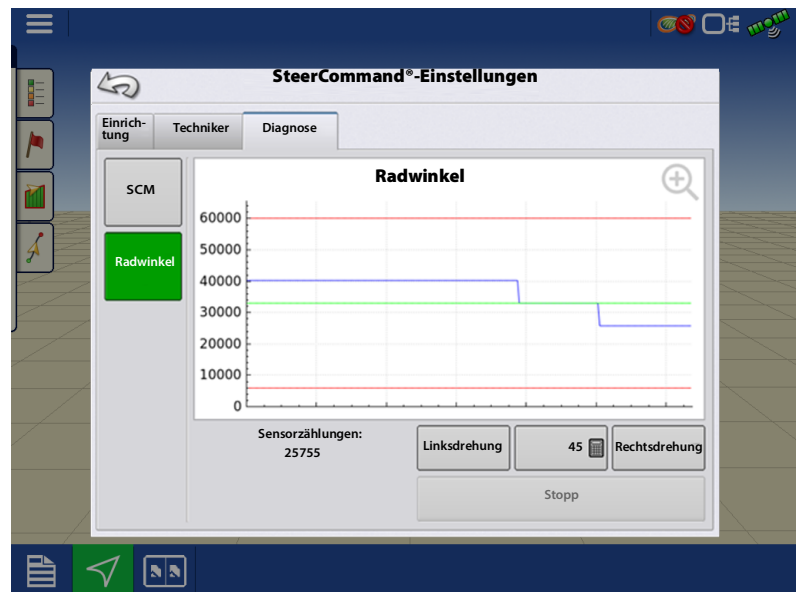 SteerCommand®-Einstellungen
Einrich-
tung
Techniker
Diagnose
SCM
Radwinkel
Radwinkel
60000
50000
40000
30000
20000
10000
0
Sensorzählungen:
25755
Linksdrehung
45
Rechtsdrehung
Stopp